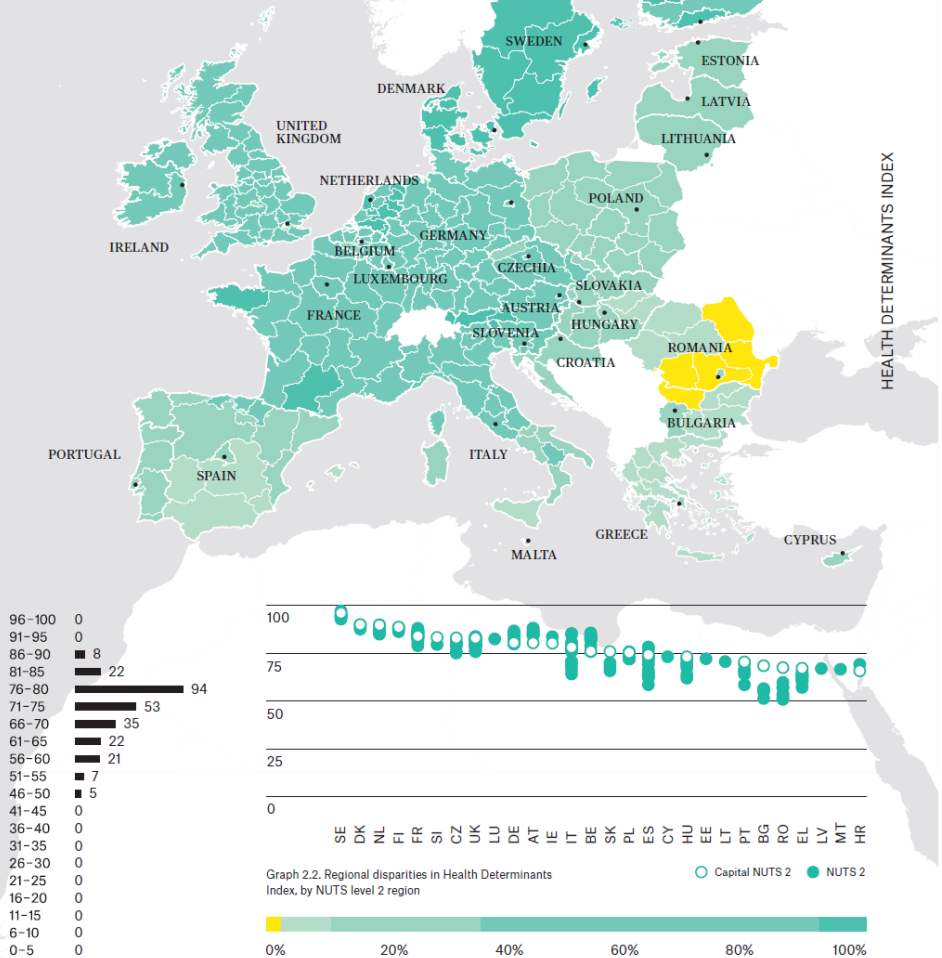 SWEDEN
ESTONIA
DENMARK
LATVIA
UNITED
KINGDOM
LITHUANIA
NETHERLANDS
POLAND
IRELAND
GERMANY
BELGIUM
CZECHIA
LUXEMBOURG
SLOVAKIA
AUSTRIA
FRANCE
HUNGARY
SLOVENIA
ROMANIA
CROATIA
BULGARIA
PORTUGAL
ITALY
SPAIN
GREECE
CYPRUS
MALTA
HEALTH DETERMINANTS INDEX
96–100 0
91–95 0
86–90 8
81–85 22
76–80 94
71–75 53
66–70 35
61–65 22
56–60 21
51–55 7
46–50 5
41–45 0
36–40 0
31–35 0
26–30 0
21–25 0
16–20 0
11–15 0
6–10 0
0–5 0
100
75
50
25
0
SE DK NL FI FR SI CZ UK LU DE AT IE IT BE SK PL ES CY HU EE LT PT BG RO EL LV MT HR
Graph 2.2. Regional disparities in Health Determinants
Index, by NUTS level 2 region
Capital NUTS 2 NUTS 2
0% 20% 40% 60% 80% 100%